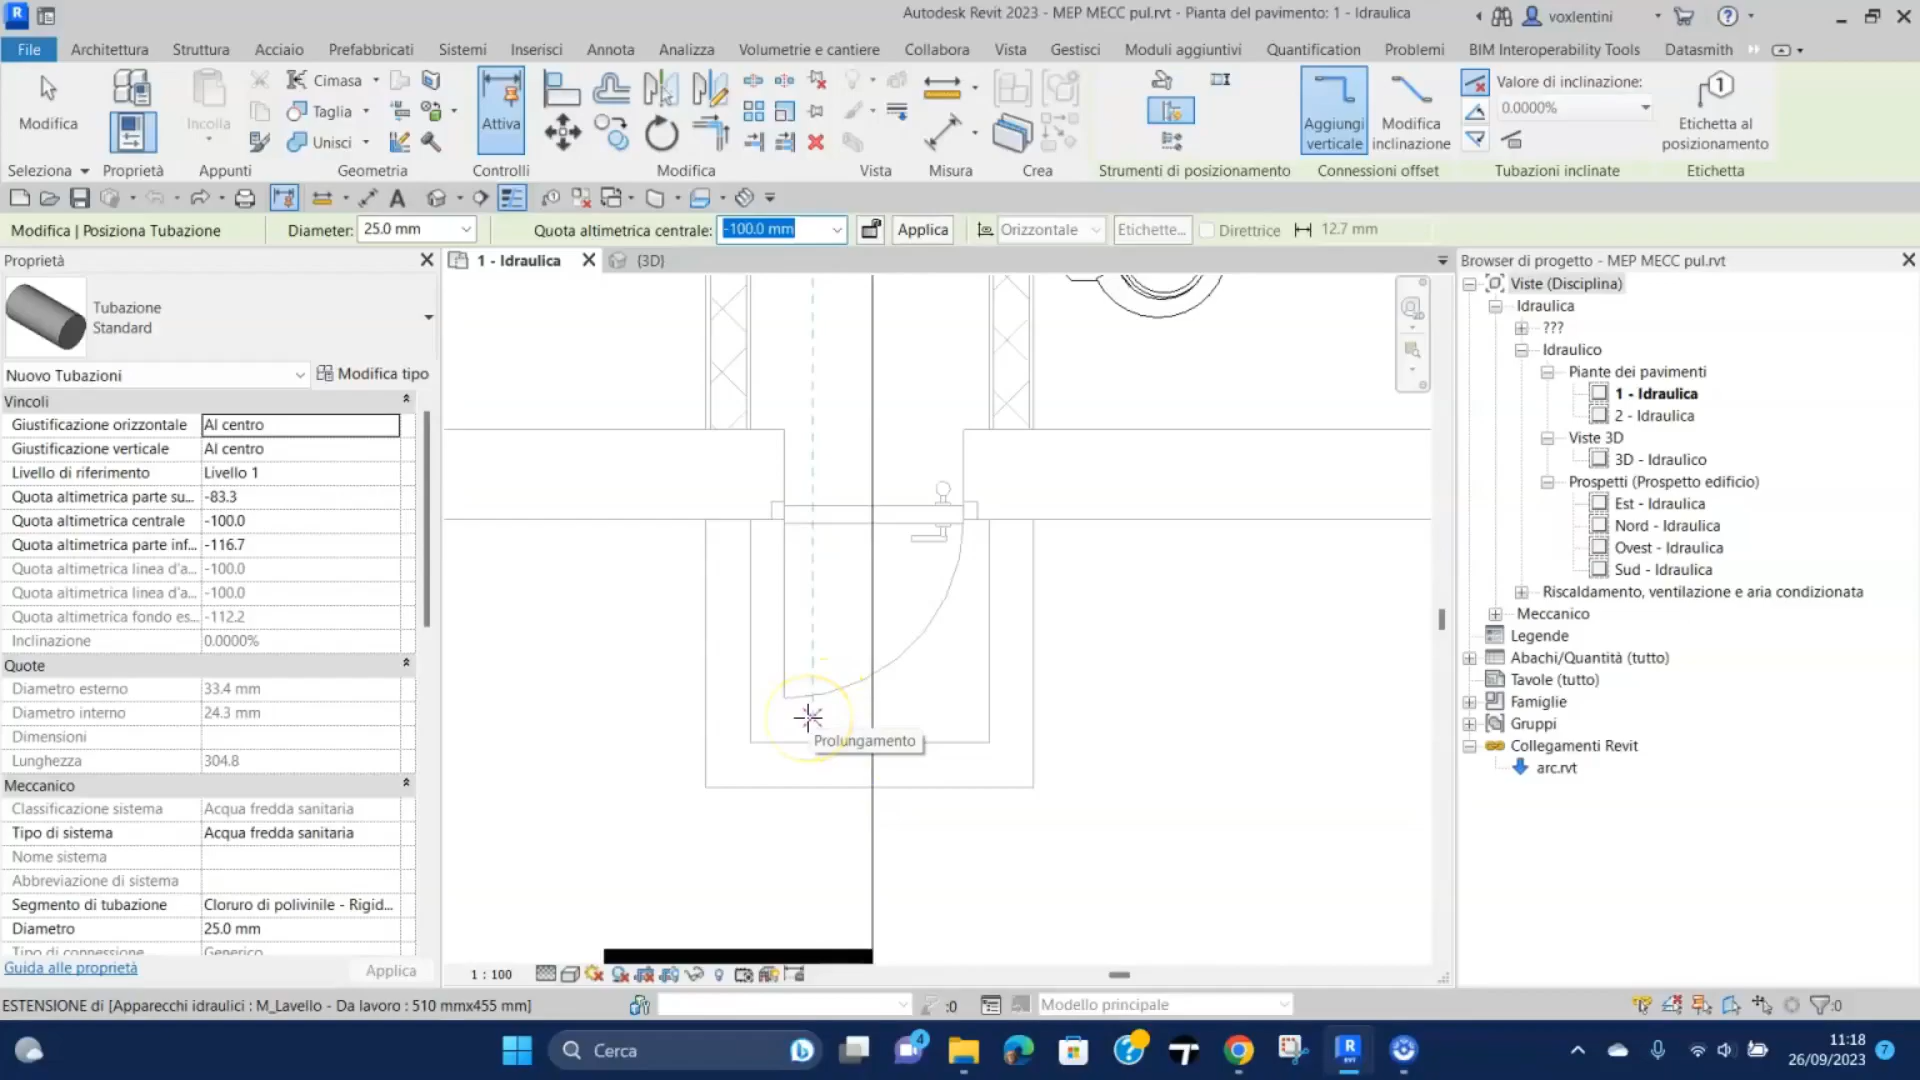 Autodesk Revit 2023 - MEP MECC pul.rvt - Pianta del pavimento: 1 - Idraulica
voxlentini
File Architettura Struttura Acciaio Prefabbricati Sistemi Inserisci Annota Analizza Volumetrie e cantiere Collabora Vista Gestisci Moduli aggiuntivi Quantification Problemi BIM Interoperability Tools Datasmith
Modifica
Incolla
Cimasa
Taglia
Unisci
Attiva
Aggiungi verticale
Modifica inclinazione
Valore di inclinazione:
0.0000%
Etichetta al posizionamento
Seleziona Proprietà Appunti Geometria Controlli Modifica Vista Misura Crea Strumenti di posizionamento Connessioni offset Tubazioni inclinate Etichetta
Modifica | Posiziona Tubazione Diameter: 25.0 mm Quota altimetrica centrale: -100.0 mm Applica Orizzontale Etichette... Direttrice 12.7 mm
Proprietà
Tubazione
Standard
Nuovo Tubazioni Modifica tipo
Vincoli
Giustificazione orizzontale Al centro
Giustificazione verticale Al centro
Livello di riferimento Livello 1
Quota altimetrica parte su... -83.3
Quota altimetrica centrale -100.0
Quota altimetrica parte inf... -116.7
Quota altimetrica linea d'a... -100.0
Quota altimetrica linea d'a... -100.0
Quota altimetrica fondo es... -112.2
Inclinazione 0.0000%
Quote
Diametro esterno 33.4 mm
Diametro interno 24.3 mm
Dimensioni
Lunghezza 304.8
Meccanico
Classificazione sistema Acqua fredda sanitaria
Tipo di sistema Acqua fredda sanitaria
Nome sistema
Abbreviazione di sistema
Segmento di tubazione Cloruro di polivinile - Rigid...
Diametro 25.0 mm
Tipo di connessione Generico
Guida alle proprietà Applica
1 - Idraulica {3D}
Prolungamento
1 : 100
Browser di progetto - MEP MECC pul.rvt
Viste (Disciplina)
Idraulica
???
Idraulico
Piante dei pavimenti
1 - Idraulica
2 - Idraulica
Viste 3D
3D - Idraulico
Prospetti (Prospetto edificio)
Est - Idraulica
Nord - Idraulica
Ovest - Idraulica
Sud - Idraulica
Riscaldamento, ventilazione e aria condizionata
Meccanico
Legende
Abachi/Quantità (tutto)
Tavole (tutto)
Famiglie
Gruppi
Collegamenti Revit
arc.rvt
ESTENSIONE di [Apparecchi idraulici : M_Lavello - Da lavoro : 510 mmx455 mm] :0 Modello principale :0
Cerca
4
11:18
26/09/2023
7